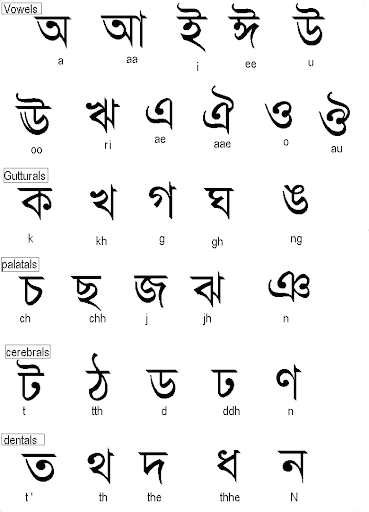 Vowels
অ আ ই ঈ উ
a aa i ee u
ঊ ঋ এ ঐ ও ঔ
oo ri ae aae o au
Gutturals
ক খ গ ঘ ঙ
k kh g gh ng
palatals
চ ছ জ ঝ ঞ
ch chh j jh n
cerebrals
ট ঠ ড ঢ ণ
t tth d ddh n
dentals
ত থ দ ধ ন
t ' th the thhe N